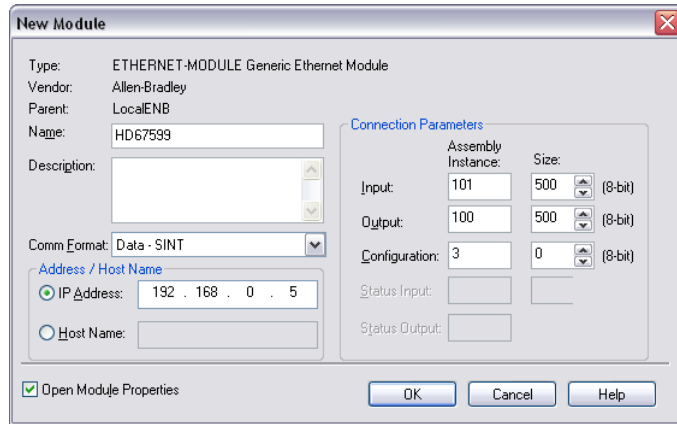 New Module
Type: ETHERNET-MODULE Generic Ethernet Module
Vendor: Allen-Bradley
Parent: LocalENB
Name: HD67599
Description:
Comm Format: Data - SINT
Address / Host Name
IP Address: 192 . 168 . 0 . 5
Host Name:
Connection Parameters
Assembly
Instance: Size:
Input: 101 500 (8-bit)
Output: 100 500 (8-bit)
Configuration: 3 0 (8-bit)
Status Input:
Status Output:
Open Module Properties
OK Cancel Help